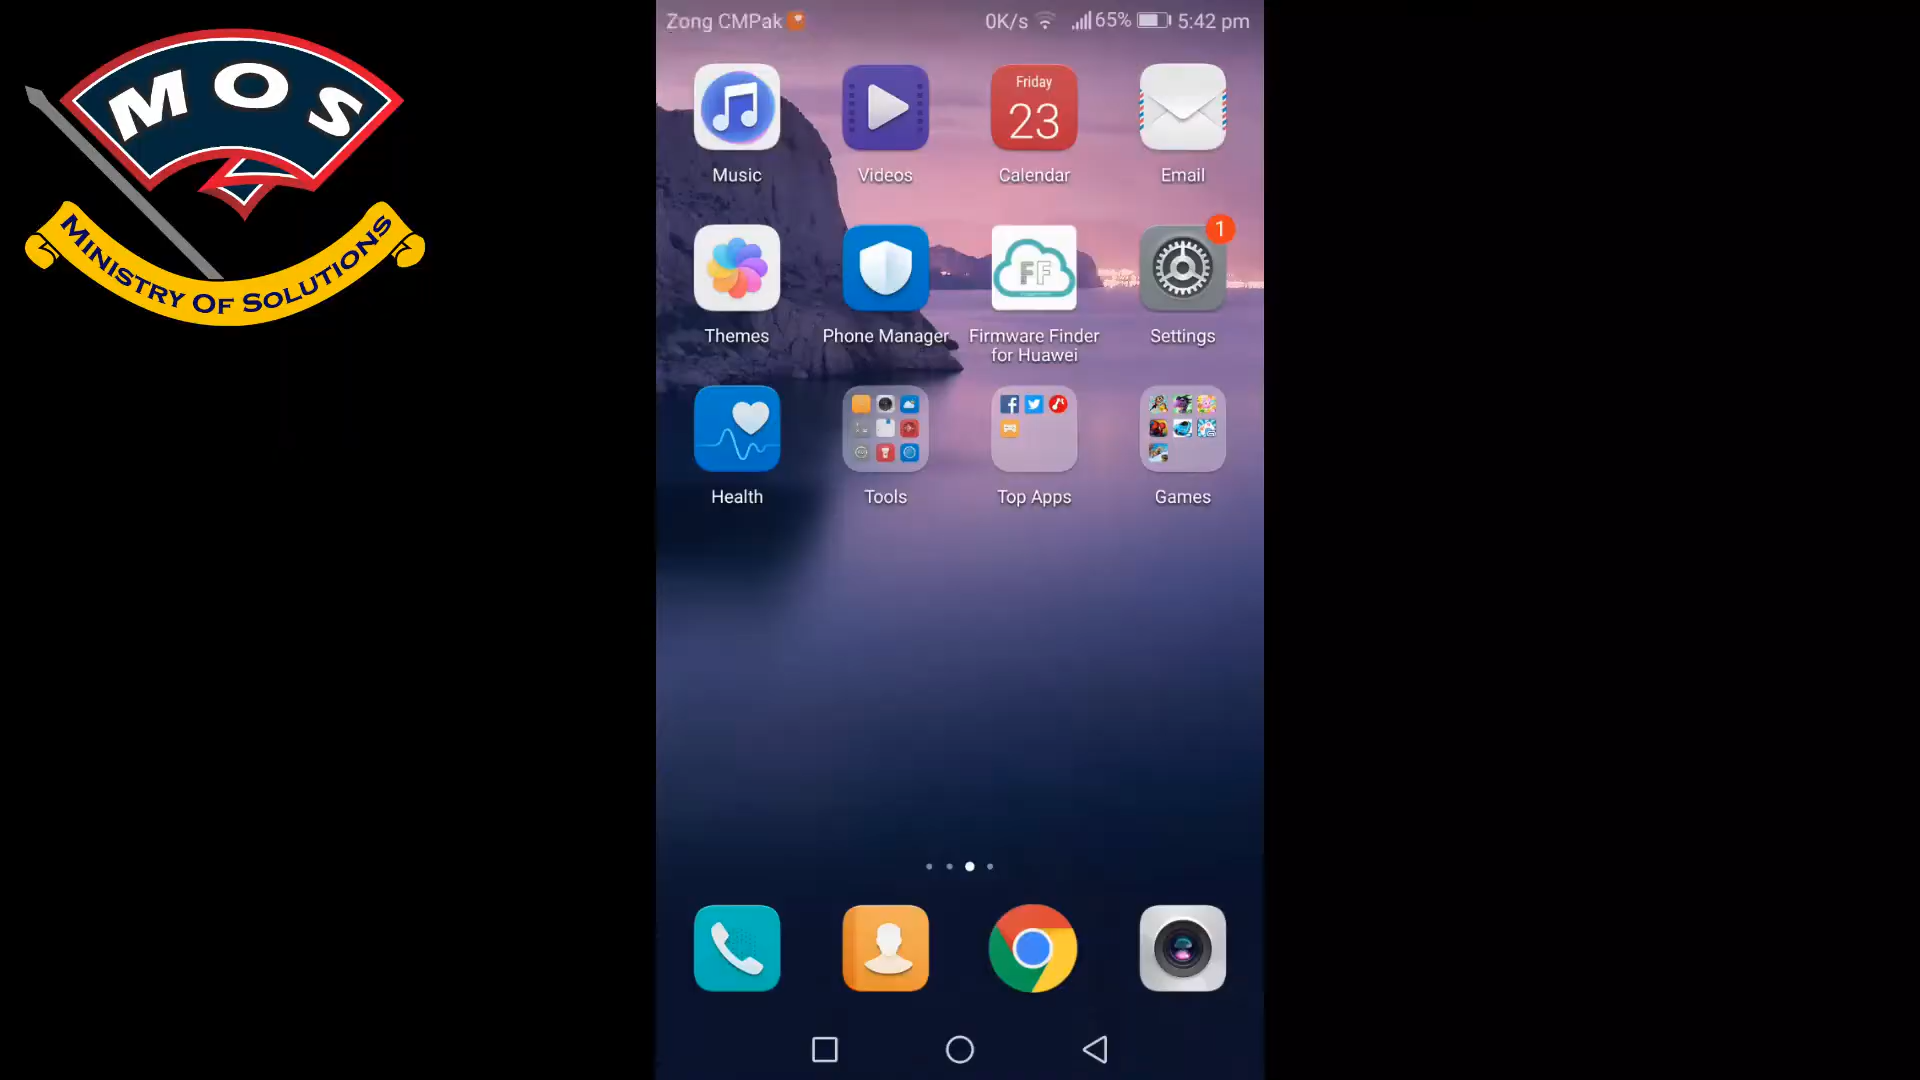 MOS
MINISTRY OF SOLUTIONS
Zong CMPak
0K/s 65% 5:42 pm
Friday
23
Music
Videos
Calendar
Email
FF
1
Themes
Phone Manager
Firmware Finder
for Huawei
Settings
Health
Tools
Top Apps
Games